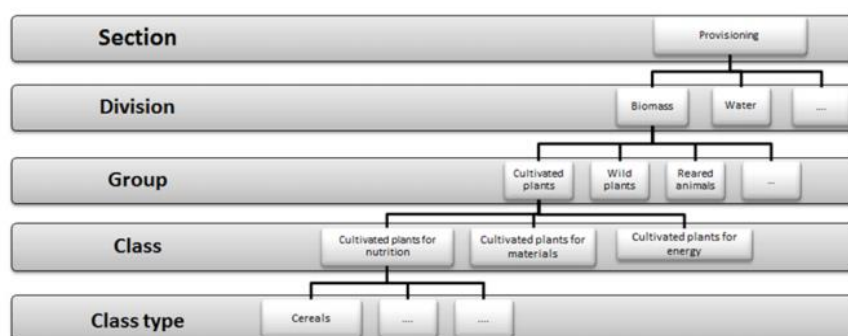 Section
Provisioning
Division
Biomass
Water
....
Group
Cultivated
plants
Wild
plants
Reared
animals
...
Class
Cultivated plants for
nutrition
Cultivated plants for
materials
Cultivated plants for
energy
Class type
Cereals
....
....